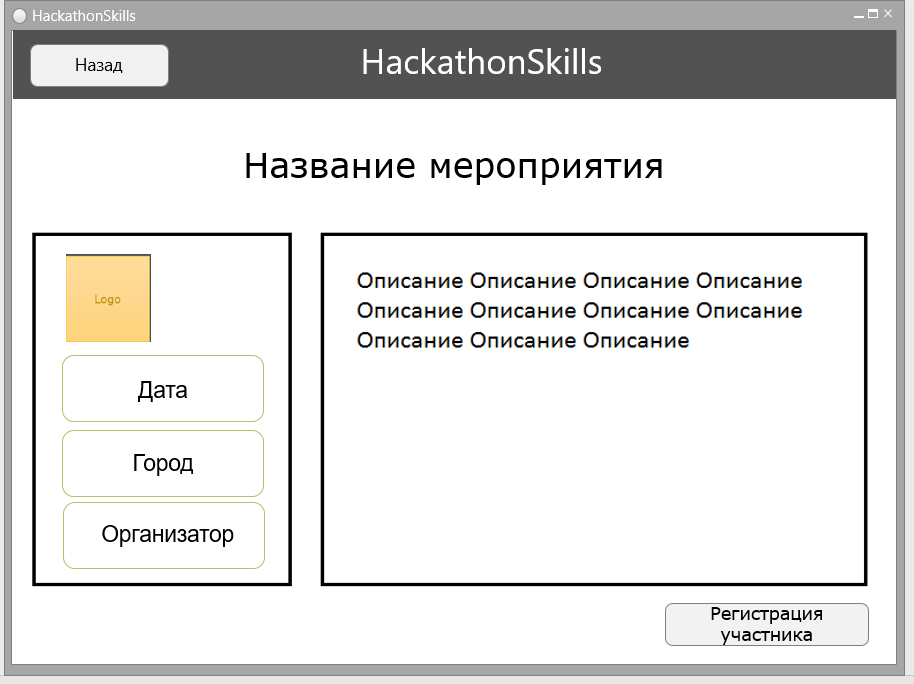 HackathonSkills
Назад
HackathonSkills
Название мероприятия
Logo
Дата
Город
Организатор
Описание Описание Описание Описание
Описание Описание Описание Описание
Описание Описание Описание
Регистрация
участника